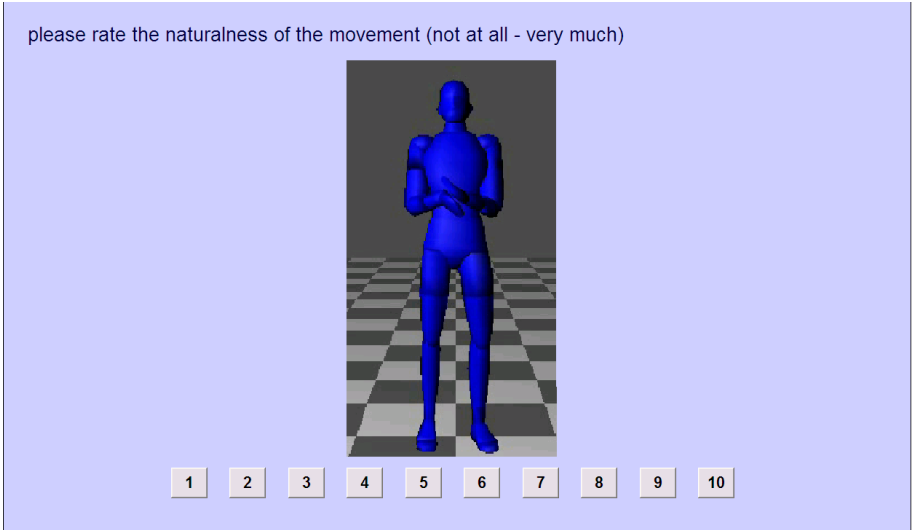 please rate the naturalness of the movement (not at all - very much)
1 2 3 4 5 6 7 8 9 10